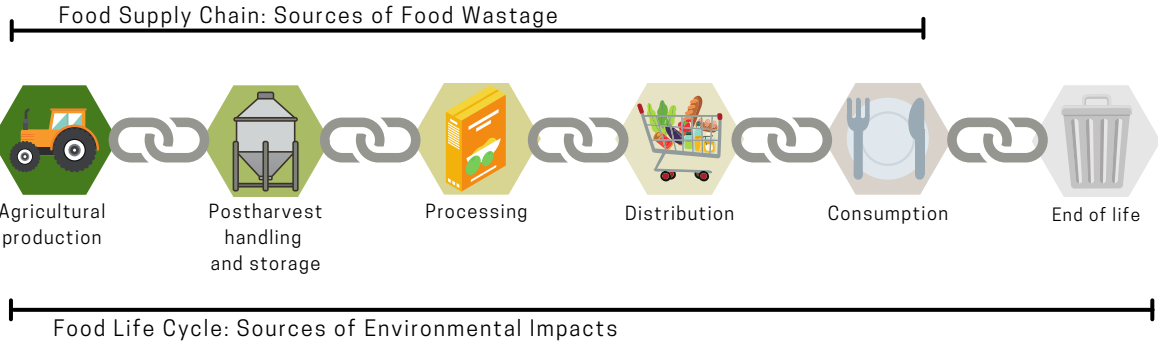 Food Supply Chain: Sources of Food Wastage
Agricultural
production
Postharvest
handling
and storage
Processing
Distribution
Consumption
End of life
Food Life Cycle: Sources of Environmental Impacts